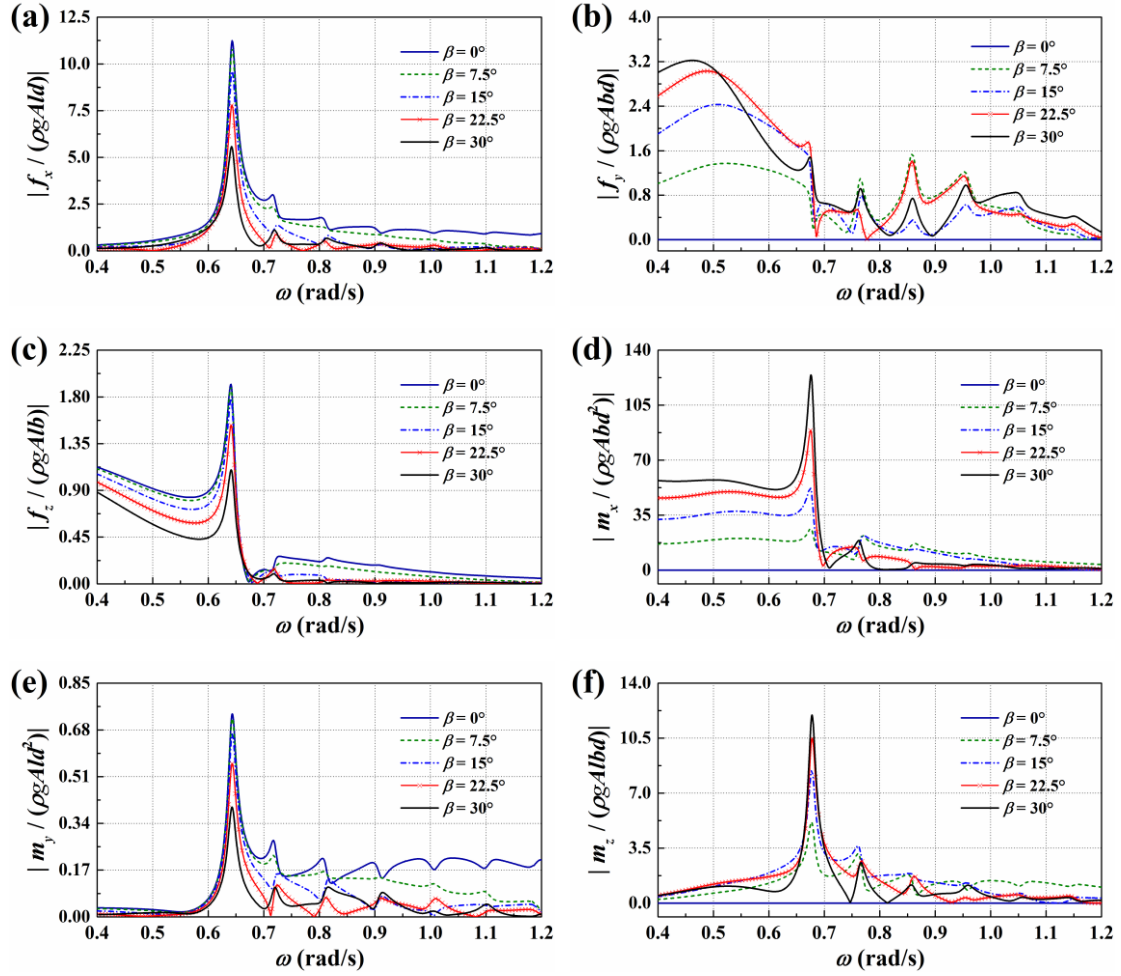 (a)
| f_x / (ρgAld) |
12.5
10.0
7.5
5.0
2.5
0.0
0.4 0.5 0.6 0.7 0.8 0.9 1.0 1.1 1.2
ω (rad/s)
β = 0°
β = 7.5°
β = 15°
β = 22.5°
β = 30°
(b)
| f_y / (ρgAbd) |
4.0
3.2
2.4
1.6
0.8
0.0
0.4 0.5 0.6 0.7 0.8 0.9 1.0 1.1 1.2
ω (rad/s)
β = 0°
β = 7.5°
β = 15°
β = 22.5°
β = 30°
(c)
| f_z / (ρgAlb) |
2.25
1.80
1.35
0.90
0.45
0.00
0.4 0.5 0.6 0.7 0.8 0.9 1.0 1.1 1.2
ω (rad/s)
β = 0°
β = 7.5°
β = 15°
β = 22.5°
β = 30°
(d)
| m_x / (ρgAbd²) |
140
105
70
35
0
0.4 0.5 0.6 0.7 0.8 0.9 1.0 1.1 1.2
ω (rad/s)
β = 0°
β = 7.5°
β = 15°
β = 22.5°
β = 30°
(e)
| m_y / (ρgAld²) |
0.85
0.68
0.51
0.34
0.17
0.00
0.4 0.5 0.6 0.7 0.8 0.9 1.0 1.1 1.2
ω (rad/s)
β = 0°
β = 7.5°
β = 15°
β = 22.5°
β = 30°
(f)
| m_z / (ρgAlbd) |
14.0
10.5
7.0
3.5
0.0
0.4 0.5 0.6 0.7 0.8 0.9 1.0 1.1 1.2
ω (rad/s)
β = 0°
β = 7.5°
β = 15°
β = 22.5°
β = 30°